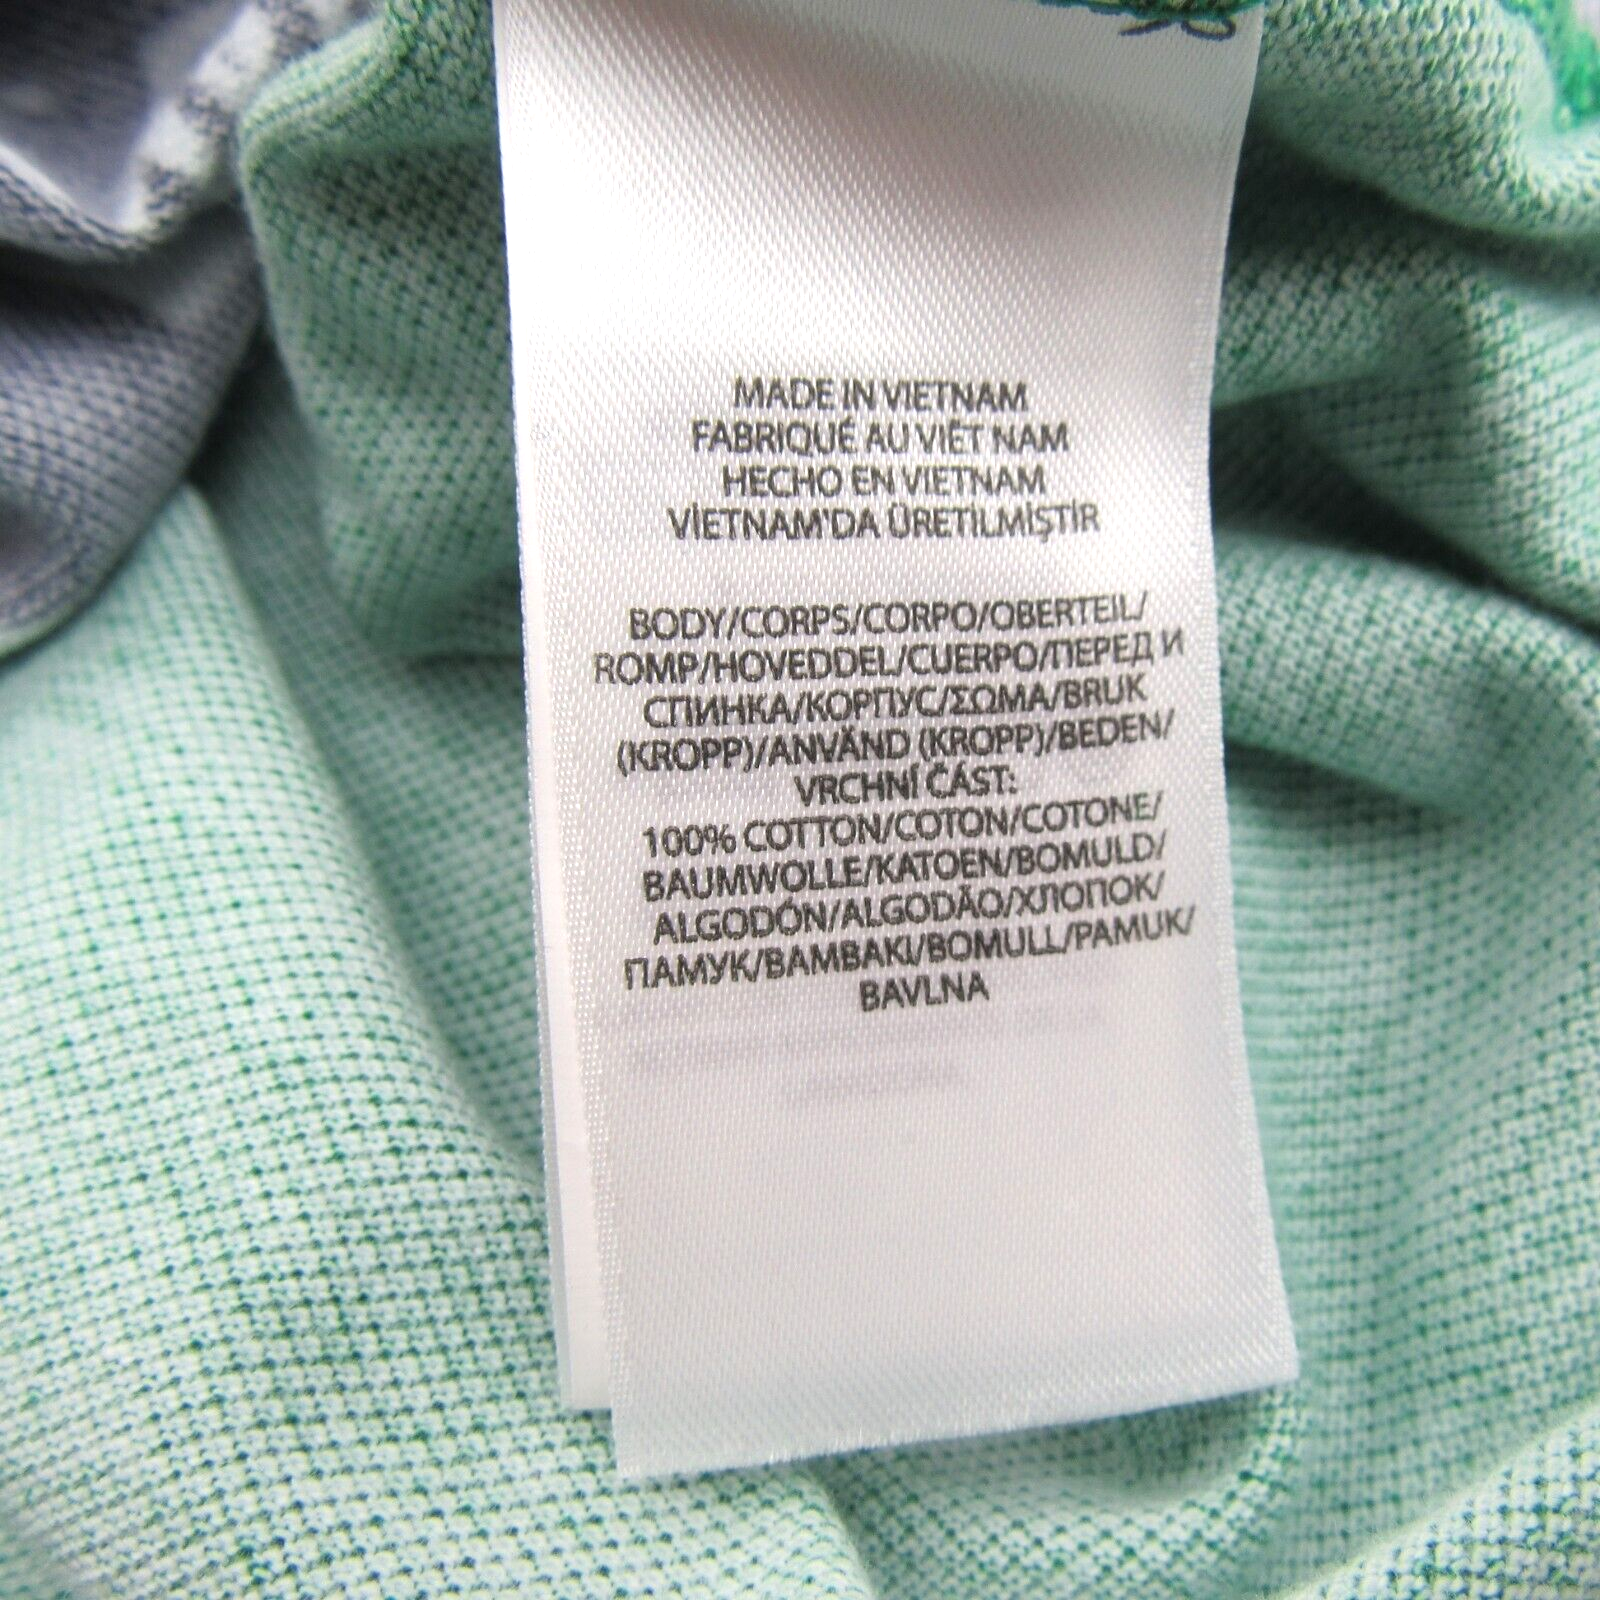 MADE IN VIETNAM
FABRIQUÉ AU VIÊT NAM
HECHO EN VIETNAM
VİETNAM'DA ÜRETİLMİŞTİR
BODY/CORPS/CORPO/OBERTEIL/
ROMP/HOVEDDEL/CUERPO/ПЕРЕД И
СПИНКА/КОРПУС/ΣΩΜΑ/BRUK
(KROPP)/ANVÄND (KROPP)/BEDEN/
VRCHNÍ ČÁST:
100% COTTON/COTON/COTONE/
BAUMWOLLE/KATOEN/BOMULD/
ALGODÓN/ALGODÃO/ХЛОПОК/
ПАМУК/ΒΑΜΒΑΚΙ/BOMULL/PAMUK/
BAVLNA